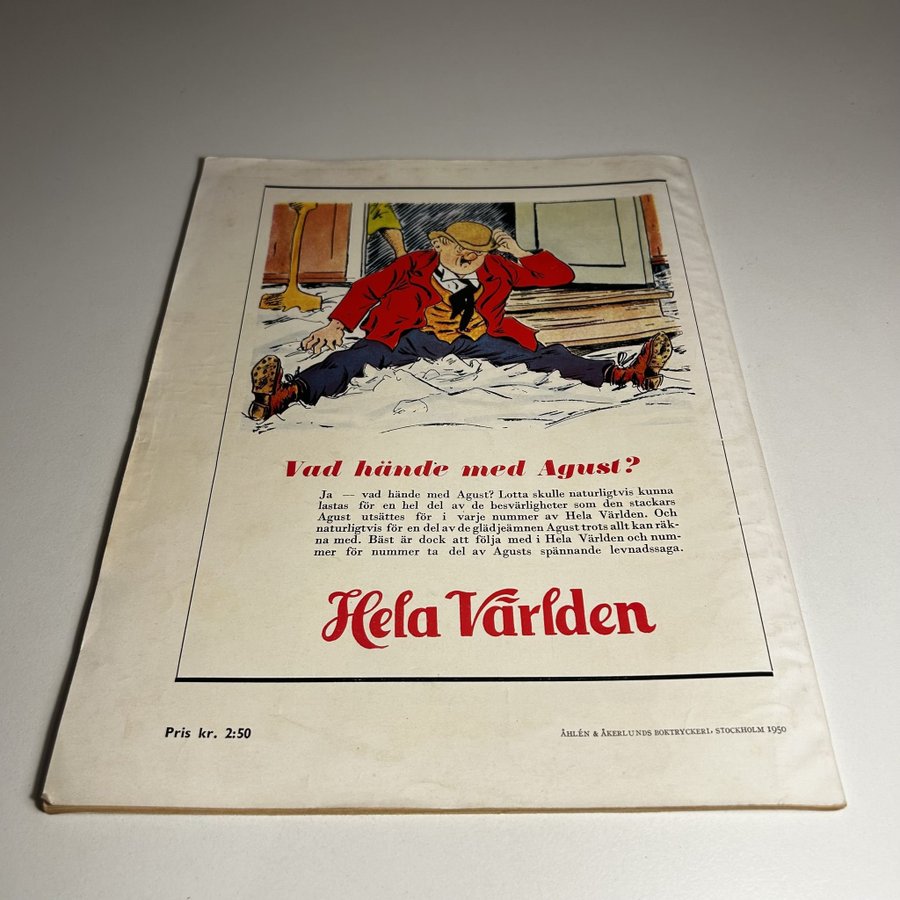 Vad hände med Agust?
Ja — vad hände med Agust? Lotta skulle naturligtvis kunna
lastas för en hel del av de besvärligheter som den stackars
Agust utsättes för i varje nummer av Hela Världen. Och
naturligtvis för en del av de glädjeämnen Agust trots allt kan räk-
na med. Bäst är dock att följa med i Hela Världen och num-
mer för nummer ta del av Agusts spännande levnadssaga.
Hela Världen
Pris kr. 2:50
ÅHLÉN & ÅKERLUNDS BOKTRYCKERI, STOCKHOLM 1950